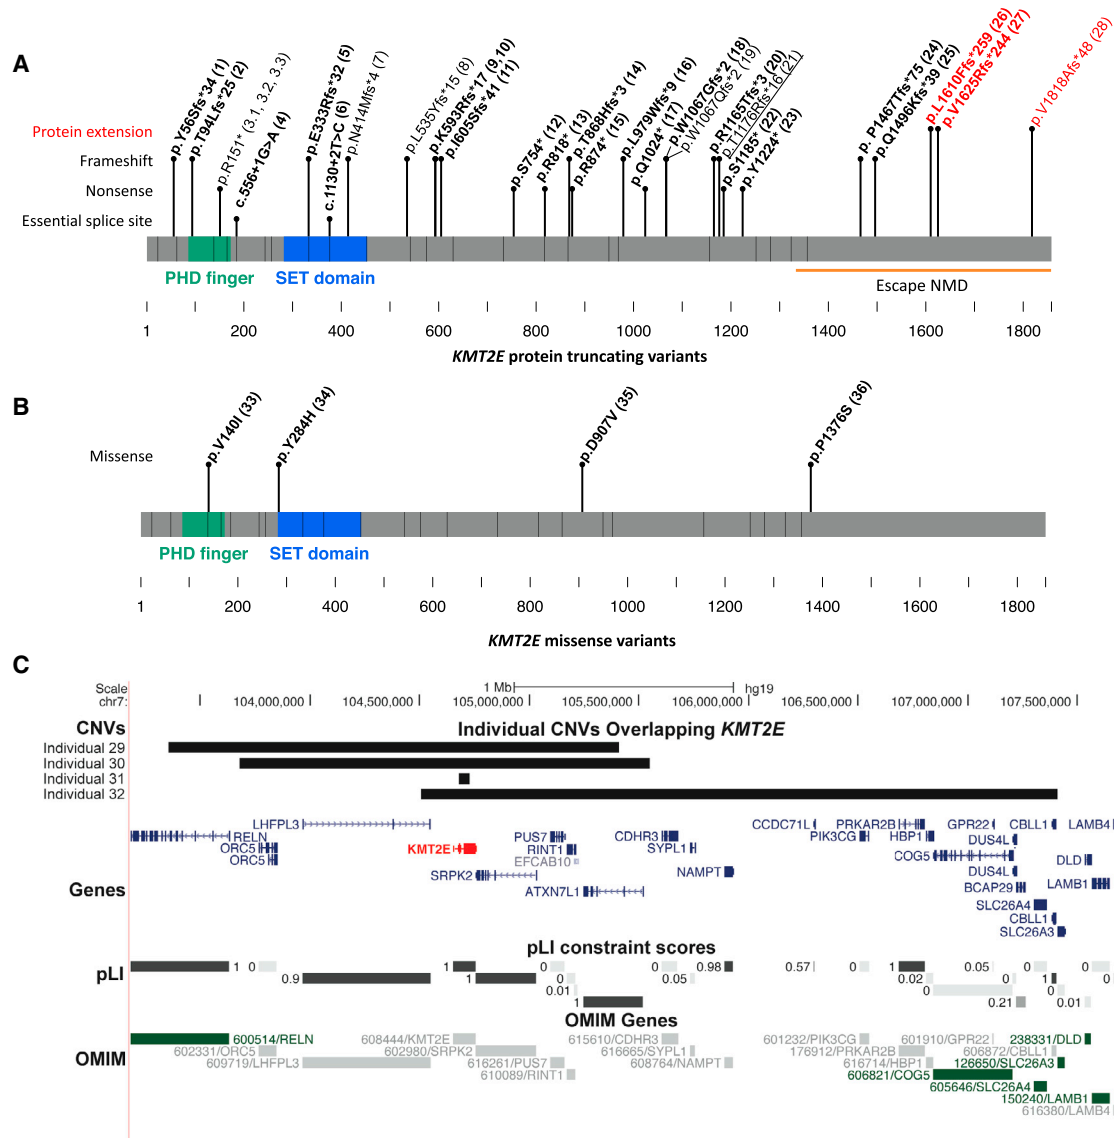 A
p.Y56Sfs*34 (1)
p.T94Lfs*25 (2)
p.R151* (3.1, 3.2, 3.3)
c.556+1G>A (4)
p.E333Rfs*32 (5)
c.1130+2T>C (6)
p.N414Mfs*4 (7)
p.L535Yfs*15 (8)
p.K593Rfs*17 (9,10)
p.I605Sfs*41 (11)
p.S754* (12)
p.R818* (13)
p.T868Hfs*3 (14)
p.R874* (15)
p.L979Wfs*9 (16)
p.Q1024* (17)
p.W1067Gfs*2 (18)
p.W1067Qfs*2 (19)
p.R1165Tfs*3 (20)
p.T1176Rfs*16 (21)
p.S1185* (22)
p.Y1224* (23)
p.P1467Tfs*75 (24)
p.Q1496Kfs*39 (25)
p.L1610Ffs*259 (26)
p.V1625Rfs*244 (27)
p.V1818Afs*48 (28)
Protein extension
Frameshift
Nonsense
Essential splice site
PHD finger SET domain
Escape NMD
1 200 400 600 800 1000 1200 1400 1600 1800
KMT2E protein truncating variants
B
p.V140I (33)
p.Y284H (34)
p.D907V (35)
p.P1376S (36)
Missense
PHD finger SET domain
1 200 400 600 800 1000 1200 1400 1600 1800
KMT2E missense variants
C
Scale 1 Mb hg19
chr7: 104,000,000 104,500,000 105,000,000 105,500,000 106,000,000 106,500,000 107,000,000 107,500,000
CNVs Individual CNVs Overlapping KMT2E
Individual 29
Individual 30
Individual 31
Individual 32
LHFPL3 CCDC71L PRKAR2B GPR22 CBLL1 LAMB4
RELN PUS7 CDHR3 PIK3CG HBP1 DUS4L
ORC5 KMT2E RINT1 SYPL1 COG5
ORC5 EFCAB10 DUS4L DLD
SRPK2 NAMPT
Genes ATXN7L1 BCAP29 LAMB1
SLC26A4
CBLL1
SLC26A3
pLI constraint scores
pLI 1 0 1 0 0 0.98 0.57 0 1 0.05 0 0
0.9 1 0 0.05 0.02 0 1 0
0.01 0 0
1 0.21 0 0.01
OMIM Genes
OMIM 600514/RELN 608444/KMT2E 615610/CDHR3 601232/PIK3CG 601910/GPR22 238331/DLD
602331/ORC5 602980/SRPK2 616665/SYPL1 176912/PRKAR2B 606872/CBLL1
609719/LHFPL3 616261/PUS7 608764/NAMPT 616714/HBP1 126650/SLC26A3
610089/RINT1 606821/COG5
605646/SLC26A4
150240/LAMB1
616380/LAMB4